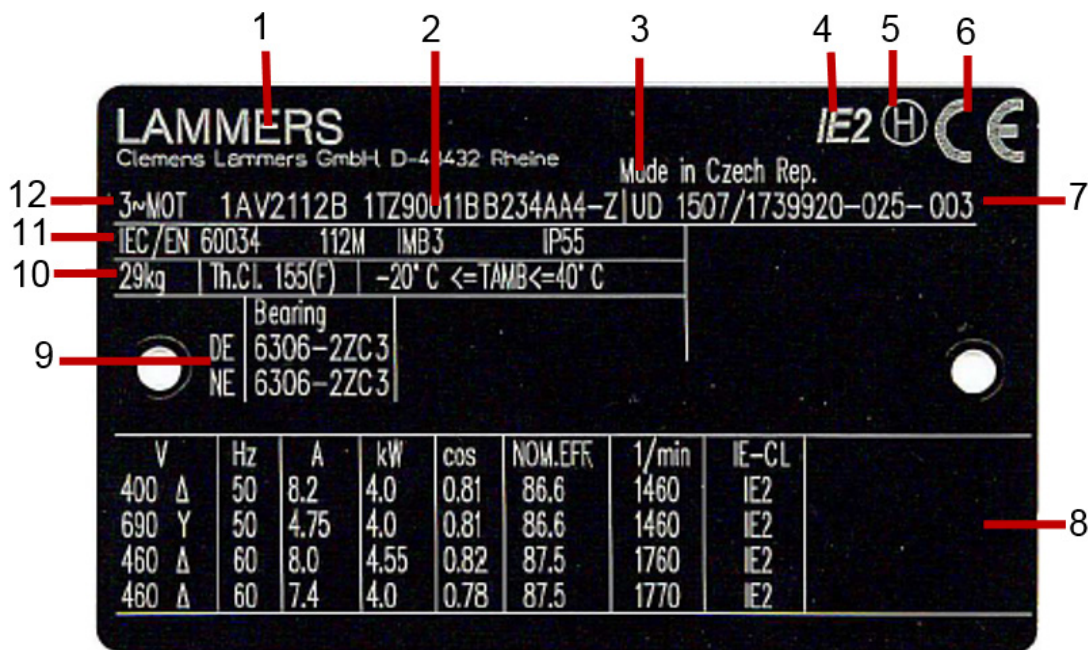 1 2 3 4 5 6
LAMMERS IE2 H CE
Clemens Lammers GmbH D-48432 Rheine
Made in Czech Rep.
12 3~MOT 1AV2112B 1TZ90011BB234AA4-Z UD 1507/1739920-025-003 7
11 IEC/EN 60034 112M IMB3 IP55
10 29kg Th.Cl. 155(F) -20°C <=TAMB<=40°C
Bearing
9 DE 6306-2ZC3
NE 6306-2ZC3
V Hz A kW cos NOM.EFF. 1/min IE-CL
400 Δ 50 8.2 4.0 0.81 86.6 1460 IE2
690 Y 50 4.75 4.0 0.81 86.6 1460 IE2 8
460 Δ 60 8.0 4.55 0.82 87.5 1760 IE2
460 Δ 60 7.4 4.0 0.78 87.5 1770 IE2